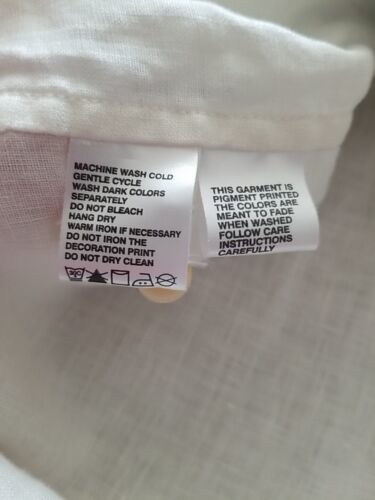 MACHINE WASH COLD
GENTLE CYCLE
WASH DARK COLORS
SEPARATELY
DO NOT BLEACH
HANG DRY
WARM IRON IF NECESSARY
DO NOT IRON THE
DECORATION PRINT
DO NOT DRY CLEAN
THIS GARMENT IS
PIGMENT PRINTED
THE COLORS ARE
MEANT TO FADE
WHEN WASHED
FOLLOW CARE
INSTRUCTIONS
CAREFULLY